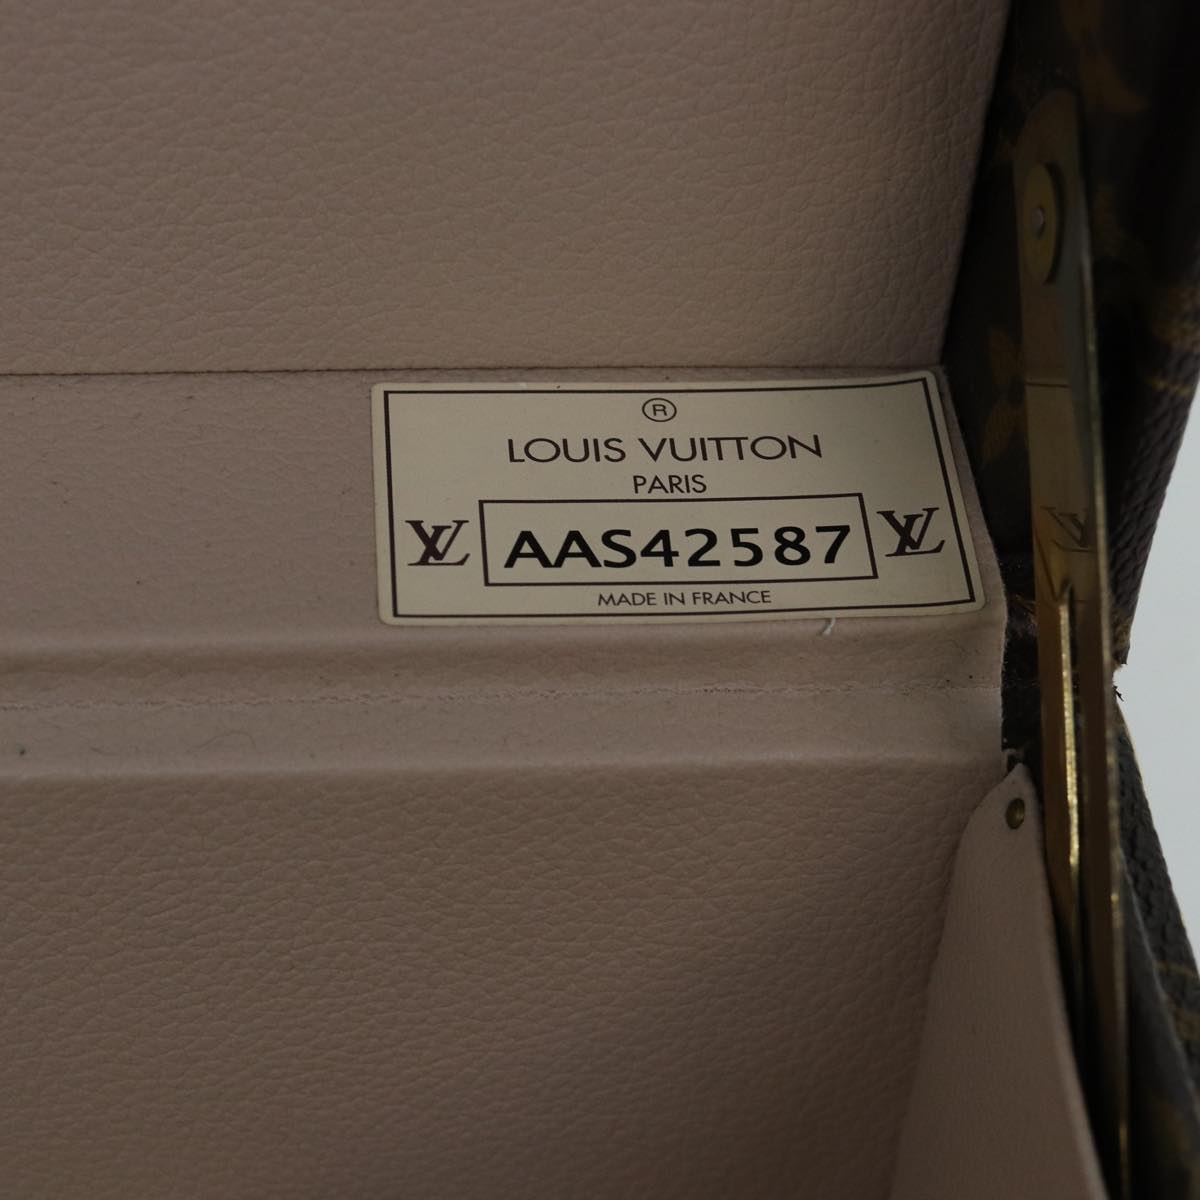 ®
LOUIS VUITTON
PARIS
LV AAS42587 LV
MADE IN FRANCE